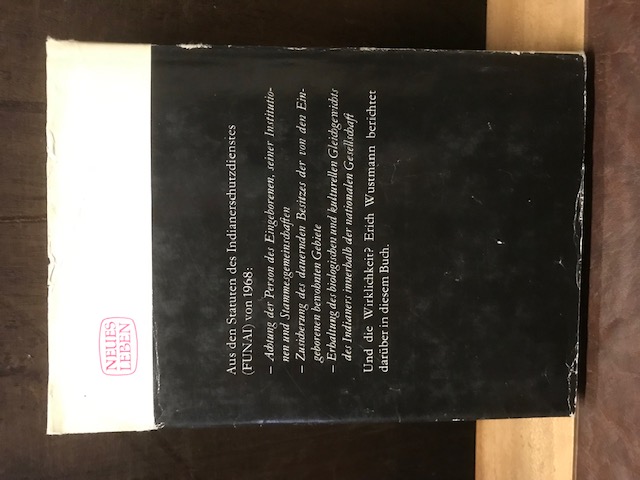 Aus den Statuten des Indianerschutzdienstes
(FUNAI) von 1968:
– Achtung der Person des Eingeborenen, seiner Institutio-
nen und Stammesgemeinschaften
– Zusicherung des dauernden Besitzes der von den Ein-
geborenen bewohnten Gebiete
– Erhaltung des biologischen und kulturellen Gleichgewichts
des Indianers innerhalb der nationalen Gesellschaft
Und die Wirklichkeit? Erich Wustmann berichtet
darüber in diesem Buch.
NEUES
LEBEN